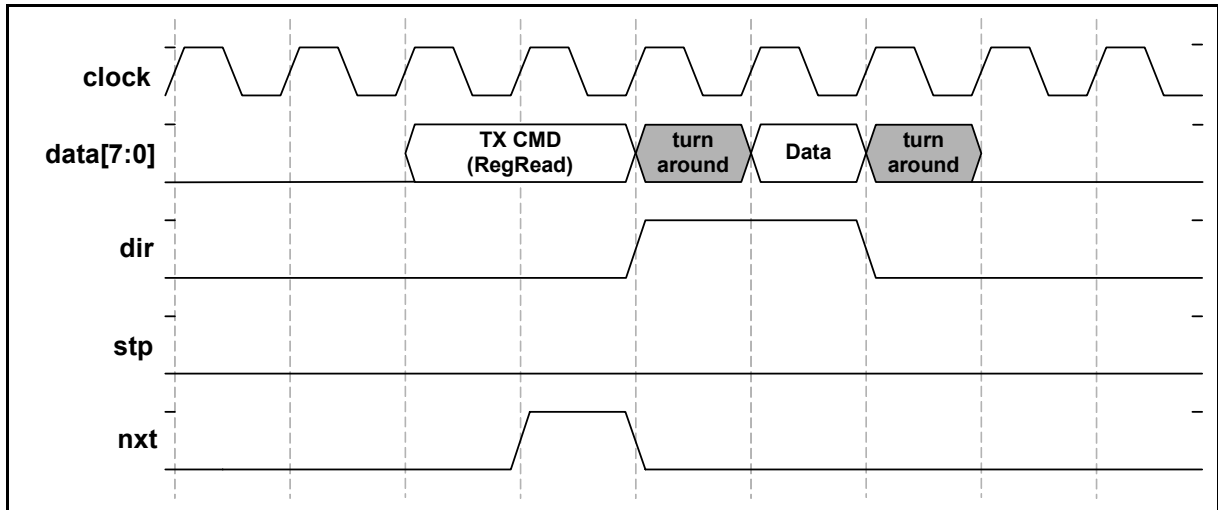 clock
data[7:0]
TX CMD
(RegRead)
turn
around
Data
turn
around
dir
stp
nxt